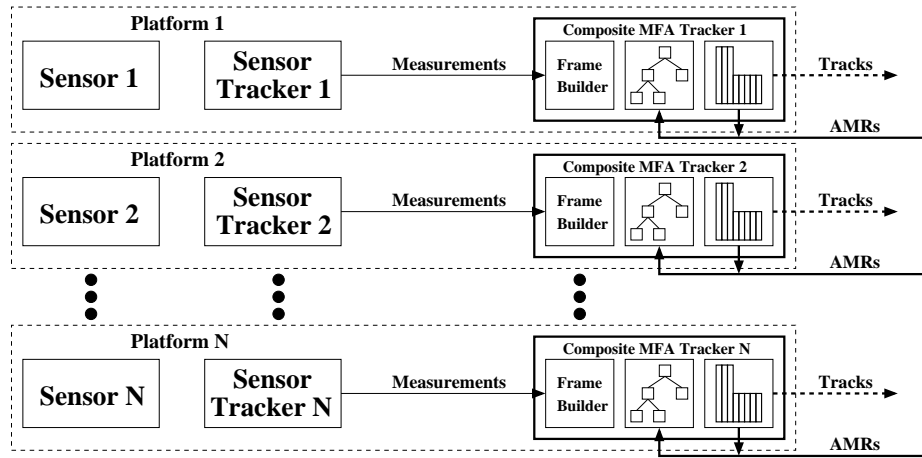 Platform 1
Composite MFA Tracker 1
Sensor 1
Sensor
Tracker 1
Measurements
Frame
Builder
Tracks
AMRs
Platform 2
Composite MFA Tracker 2
Sensor 2
Sensor
Tracker 2
Measurements
Frame
Builder
Tracks
AMRs
Platform N
Composite MFA Tracker N
Sensor N
Sensor
Tracker N
Measurements
Frame
Builder
Tracks
AMRs